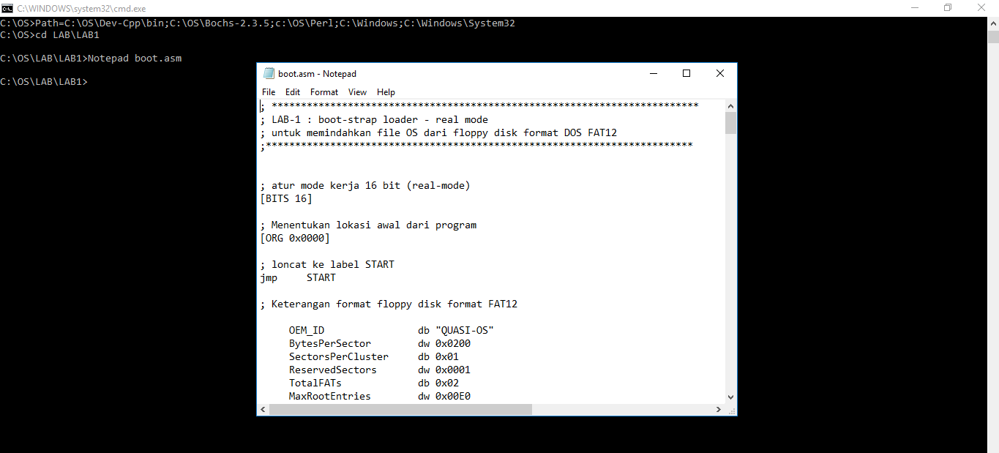 C:\WINDOWS\system32\cmd.exe
C:\OS>Path=C:\OS\Dev-Cpp\bin;C:\OS\Bochs-2.3.5;c:\OS\Perl;C:\Windows;C:\Windows\System32
C:\OS>cd LAB\LAB1
C:\OS\LAB\LAB1>Notepad boot.asm
C:\OS\LAB\LAB1>
boot.asm - Notepad
File Edit Format View Help
; *************************************************************************
; LAB-1 : boot-strap loader - real mode
; untuk memindahkan file OS dari floppy disk format DOS FAT12
;*************************************************************************
; atur mode kerja 16 bit (real-mode)
[BITS 16]
; Menentukan lokasi awal dari program
[ORG 0x0000]
; loncat ke label START
jmp START
; Keterangan format floppy disk format FAT12
OEM_ID db "QUASI-OS"
BytesPerSector dw 0x0200
SectorsPerCluster db 0x01
ReservedSectors dw 0x0001
TotalFATs db 0x02
MaxRootEntries dw 0x00E0